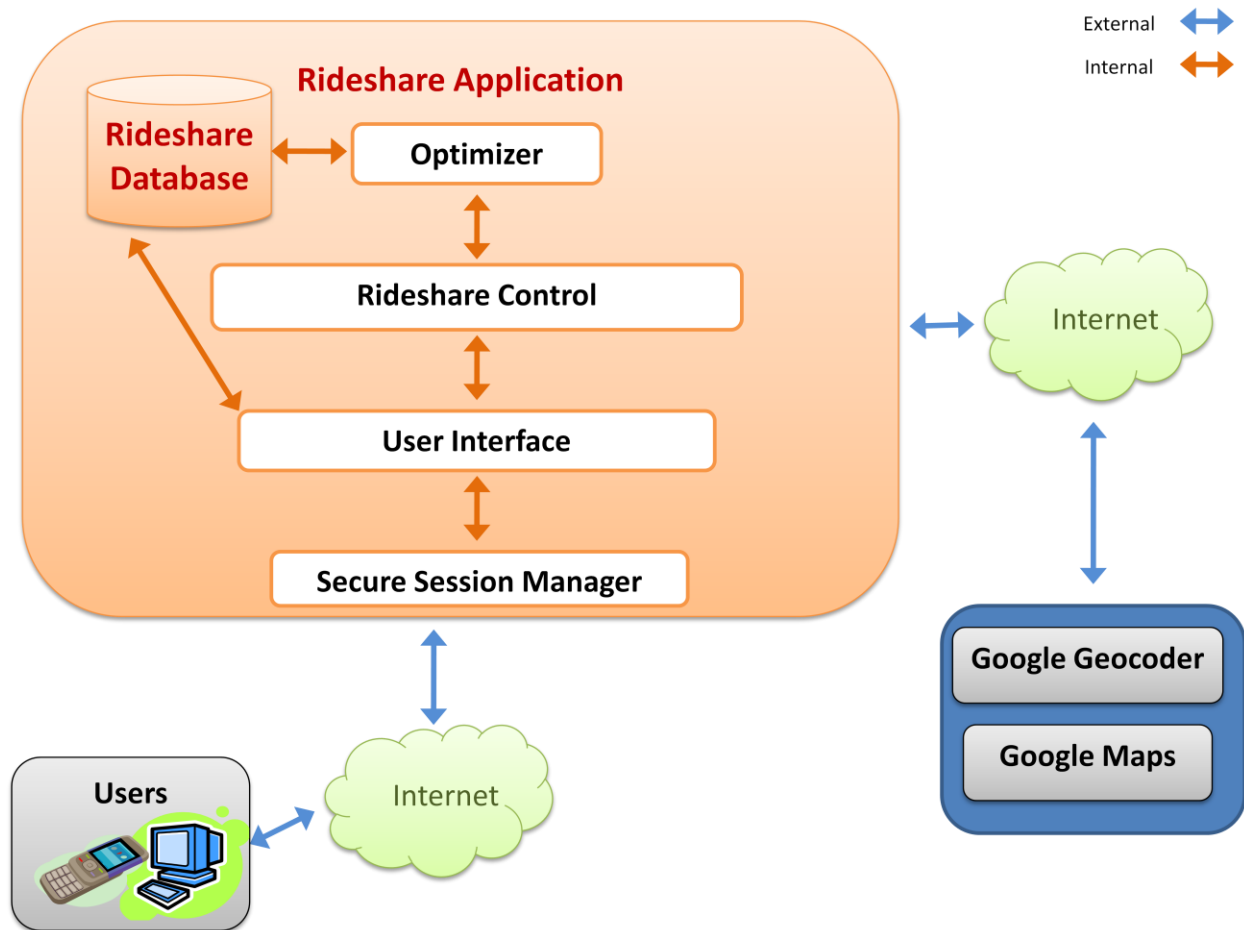 External
Internal
Rideshare Application
Rideshare
Database
Optimizer
Rideshare Control
User Interface
Secure Session Manager
Internet
Google Geocoder
Google Maps
Internet
Users